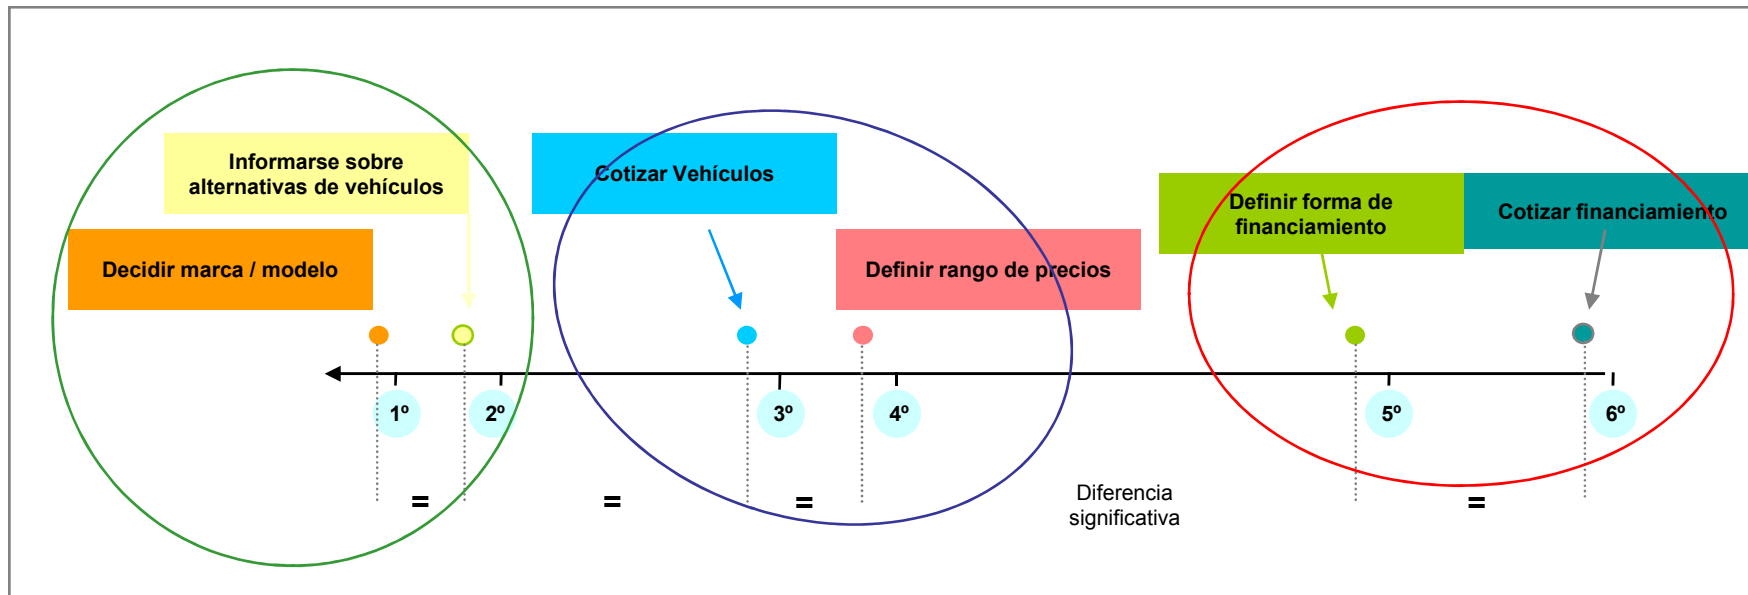 Informarse sobre
alternativas de vehículos
Cotizar Vehículos
Definir forma de
financiamiento
Cotizar financiamiento
Decidir marca / modelo
Definir rango de precios
1º
2º
3º
4º
5º
6º
=
=
=
Diferencia
significativa
=